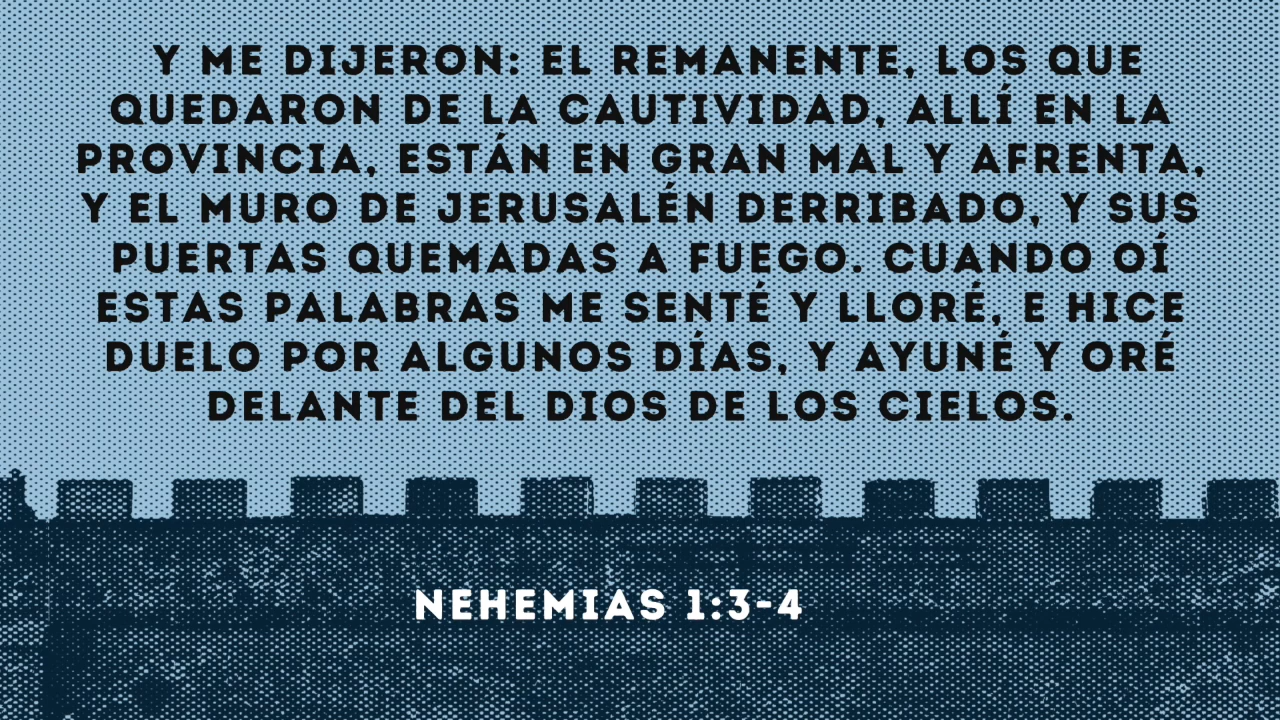 Y ME DIJERON: EL REMANENTE, LOS QUE
QUEDARON DE LA CAUTIVIDAD, ALLÍ EN LA
PROVINCIA, ESTÁN EN GRAN MAL Y AFRENTA,
Y EL MURO DE JERUSALÉN DERRIBADO, Y SUS
PUERTAS QUEMADAS A FUEGO. CUANDO OÍ
ESTAS PALABRAS ME SENTÉ Y LLORÉ, E HICE
DUELO POR ALGUNOS DÍAS, Y AYUNÉ Y ORÉ
DELANTE DEL DIOS DE LOS CIELOS.
NEHEMIAS 1:3-4